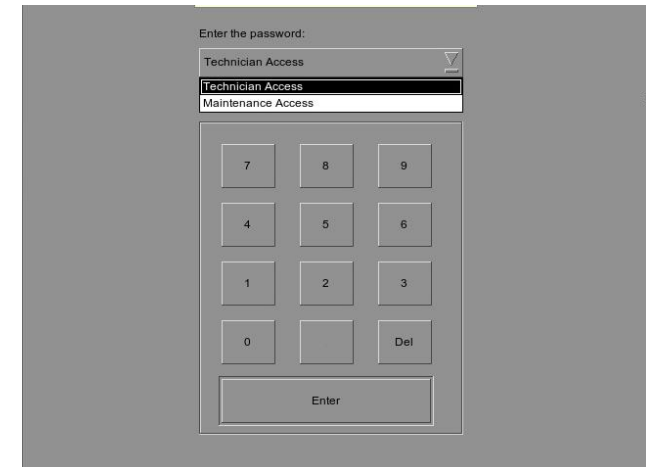 Enter the password:
Technician Access
Technician Access
Maintenance Access
7 8 9
4 5 6
1 2 3
0 Del
Enter